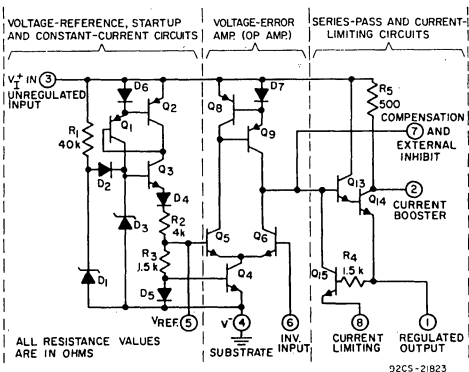 VOLTAGE-REFERENCE, STARTUP
AND CONSTANT-CURRENT CIRCUITS
VOLTAGE-ERROR
AMP. (OP AMP.)
SERIES-PASS AND CURRENT-
LIMITING CIRCUITS
V+I IN 3
UNREGULATED
INPUT
D6
Q1
Q2
R1
40k
Q3
D2
D4
R2
4k
D3
R3
1.5 k
D5
D1
VREF. 5
Q8
D7
Q9
Q5
Q6
Q4
V- 4
SUBSTRATE
6
INV.
INPUT
R5
500
COMPENSATION
7 AND
EXTERNAL
INHIBIT
Q13
Q14
2
CURRENT
BOOSTER
R4
1.5 k
Q15
8
CURRENT
LIMITING
1
REGULATED
OUTPUT
ALL RESISTANCE VALUES
ARE IN OHMS
92CS-21823